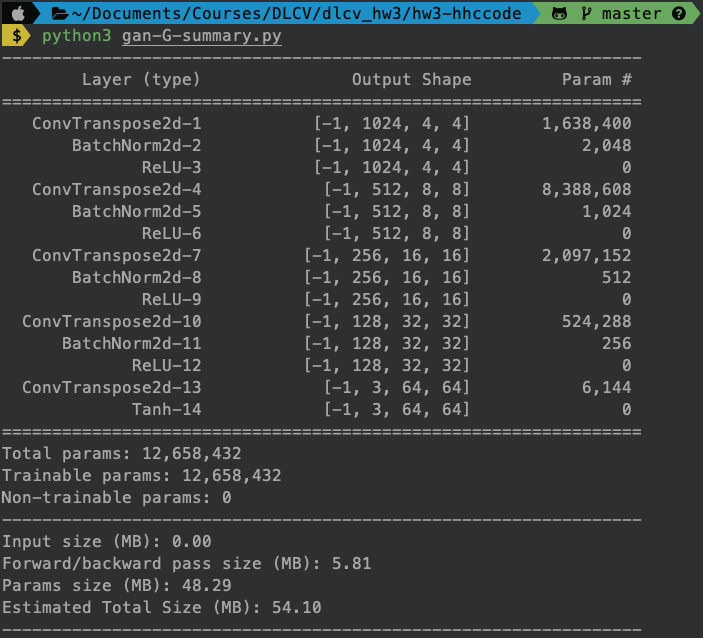 ~/Documents/Courses/DLCV/dlcv_hw3/hw3-hhccode master ?
$ python3 gan-G-summary.py
----------------------------------------------------------------
Layer (type) Output Shape Param #
================================================================
ConvTranspose2d-1 [-1, 1024, 4, 4] 1,638,400
BatchNorm2d-2 [-1, 1024, 4, 4] 2,048
ReLU-3 [-1, 1024, 4, 4] 0
ConvTranspose2d-4 [-1, 512, 8, 8] 8,388,608
BatchNorm2d-5 [-1, 512, 8, 8] 1,024
ReLU-6 [-1, 512, 8, 8] 0
ConvTranspose2d-7 [-1, 256, 16, 16] 2,097,152
BatchNorm2d-8 [-1, 256, 16, 16] 512
ReLU-9 [-1, 256, 16, 16] 0
ConvTranspose2d-10 [-1, 128, 32, 32] 524,288
BatchNorm2d-11 [-1, 128, 32, 32] 256
ReLU-12 [-1, 128, 32, 32] 0
ConvTranspose2d-13 [-1, 3, 64, 64] 6,144
Tanh-14 [-1, 3, 64, 64] 0
================================================================
Total params: 12,658,432
Trainable params: 12,658,432
Non-trainable params: 0
----------------------------------------------------------------
Input size (MB): 0.00
Forward/backward pass size (MB): 5.81
Params size (MB): 48.29
Estimated Total Size (MB): 54.10
----------------------------------------------------------------